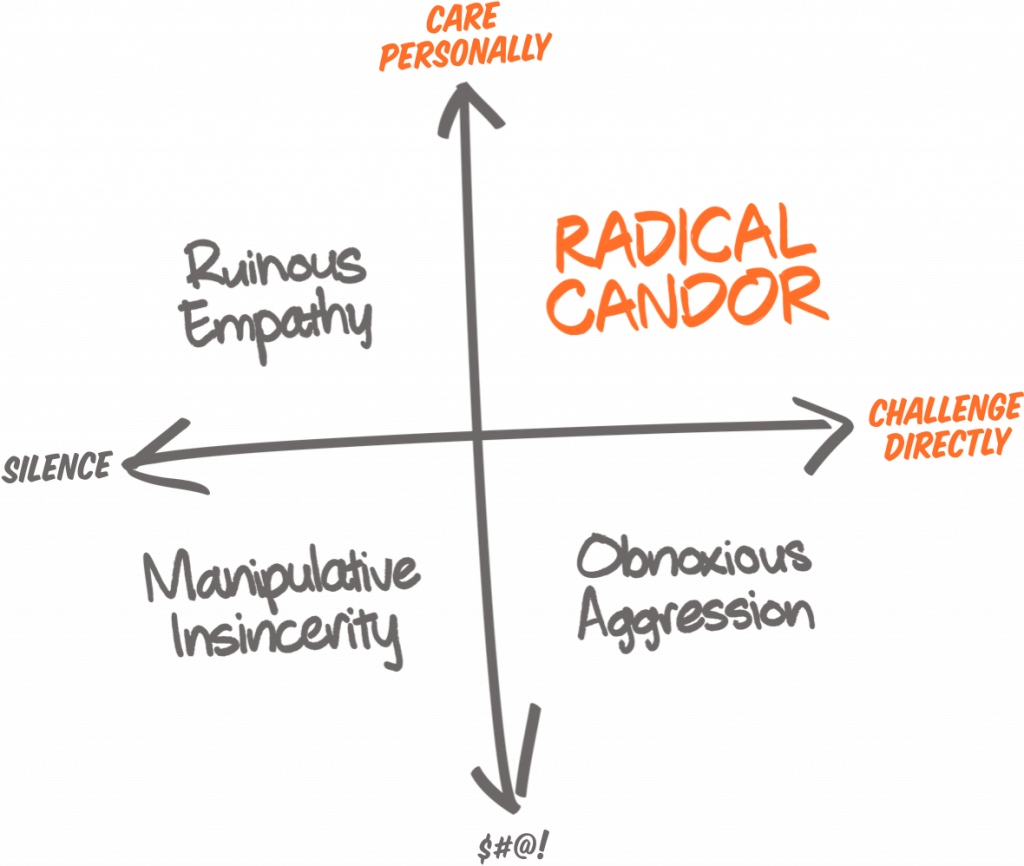 CARE
PERSONALLY
Ruinous
Empathy
RADICAL
CANDOR
SILENCE
CHALLENGE
DIRECTLY
Manipulative
Insincerity
Obnoxious
Aggression
$#@!